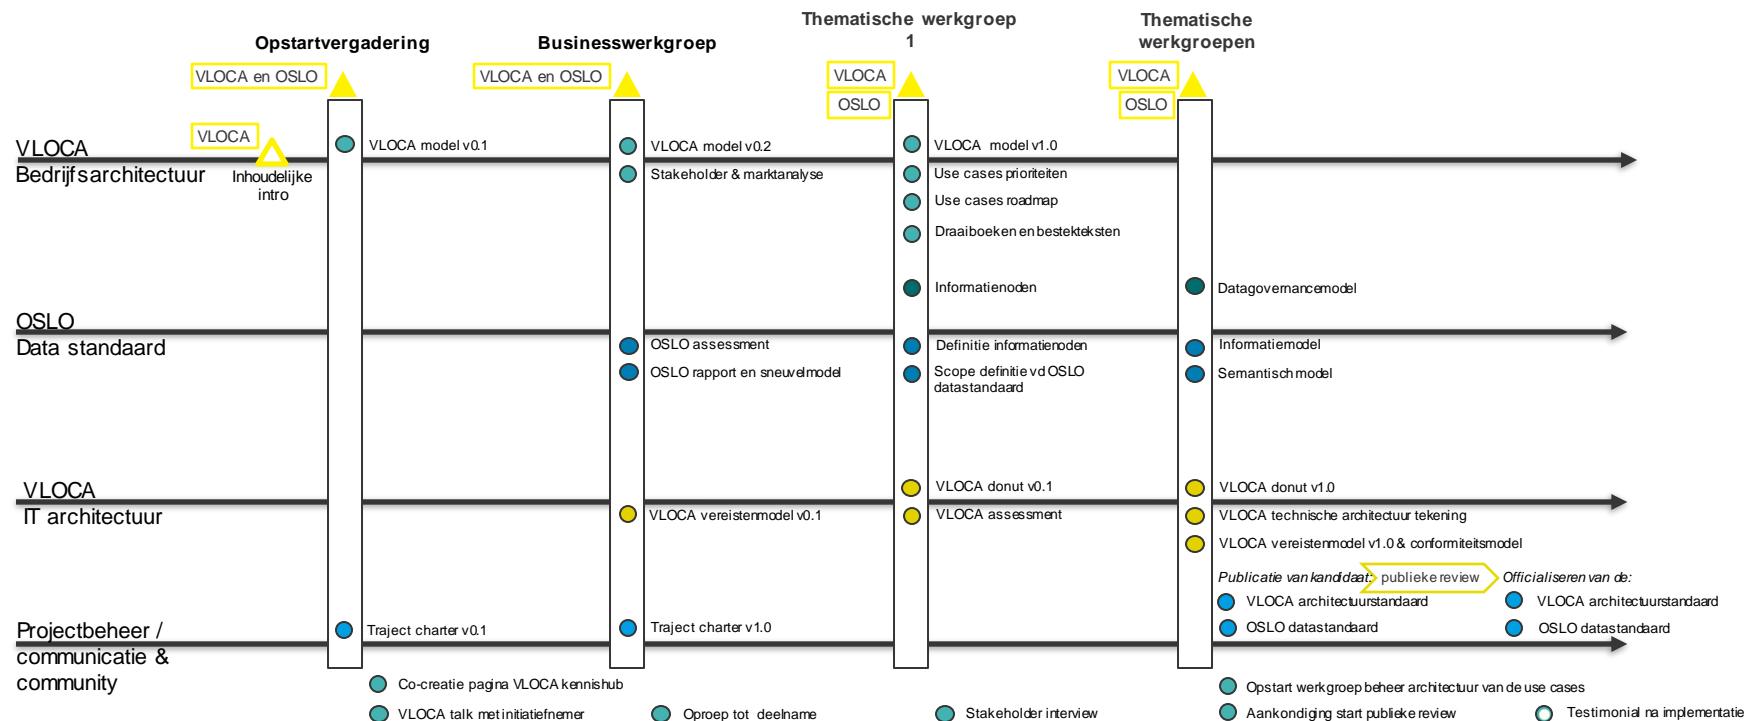 Opstartvergadering
Businesswerkgroep
Thematische werkgroep
1
Thematische
werkgroepen
VLOCA en OSLO
VLOCA en OSLO
VLOCA
OSLO
VLOCA
OSLO
VLOCA
Inhoudelijke
intro
VLOCA
Bedrijfsarchitectuur
VLOCA model v0.1
VLOCA model v0.2
Stakeholder & marktanalyse
VLOCA model v1.0
Use cases prioriteiten
Use cases roadmap
Draaiboeken en bestekteksten
Informatienoden
Datagovernancemodel
OSLO
Data standaard
OSLO assessment
OSLO rapport en sneuvelmodel
Definitie informatienoden
Scope definitie vd OSLO
datastandaard
Informatiemodel
Semantisch model
VLOCA
IT architectuur
VLOCA vereistenmodel v0.1
VLOCA donut v0.1
VLOCA assessment
VLOCA donut v1.0
VLOCA technische architectuur tekening
VLOCA vereistenmodel v1.0 & conformiteitsmodel
Publicatie van kandidaat:
publieke review
Officialiseren van de:
VLOCA architectuurstandaard
OSLO datastandaard
VLOCA architectuurstandaard
OSLO datastandaard
Projectbeheer /
communicatie &
community
Traject charter v0.1
Traject charter v1.0
Co-creatie pagina VLOCA kennishub
VLOCA talk met initiatiefnemer
Oproep tot deelname
Stakeholder interview
Opstart werkgroep beheer architectuur van de use cases
Aankondiging start publieke review
Testimonial na implementatie